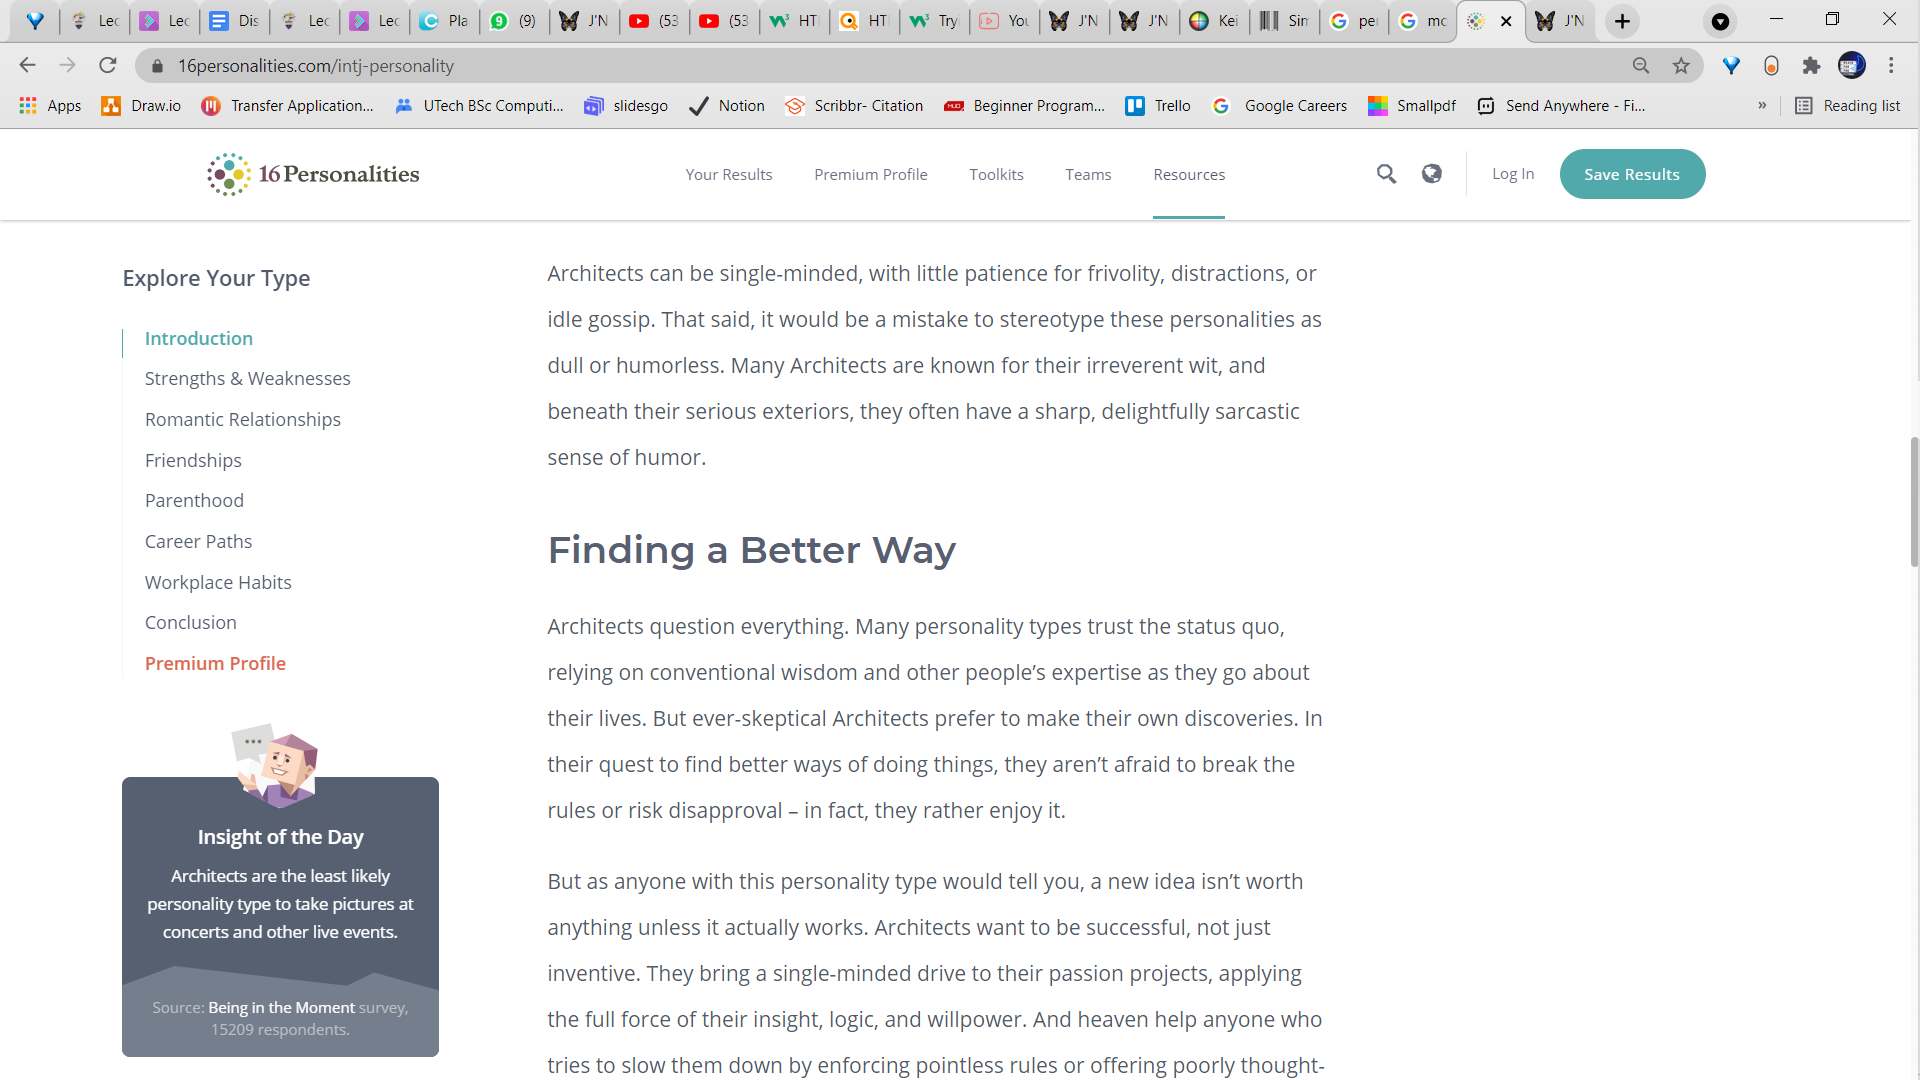 Lec
Lec
Dis
Lec
Lec
Pla
(9)
J'N
(53
(53
HTI
HTI
Try
You
J'N
J'N
Kei
Sim
per
mc
J'N
16personalities.com/intj-personality
Apps
Draw.io
Transfer Application...
UTech BSc Computi...
slidesgo
Notion
Scribbr- Citation
Beginner Program...
Trello
Google Careers
Smallpdf
Send Anywhere - Fi...
»
Reading list
16Personalities
Your Results
Premium Profile
Toolkits
Teams
Resources
Log In
Save Results
Explore Your Type
Introduction
Strengths & Weaknesses
Romantic Relationships
Friendships
Parenthood
Career Paths
Workplace Habits
Conclusion
Premium Profile
Insight of the Day
Architects are the least likely
personality type to take pictures at
concerts and other live events.
Source: Being in the Moment survey,
15209 respondents.
Architects can be single-minded, with little patience for frivolity, distractions, or
idle gossip. That said, it would be a mistake to stereotype these personalities as
dull or humorless. Many Architects are known for their irreverent wit, and
beneath their serious exteriors, they often have a sharp, delightfully sarcastic
sense of humor.
Finding a Better Way
Architects question everything. Many personality types trust the status quo,
relying on conventional wisdom and other people’s expertise as they go about
their lives. But ever-skeptical Architects prefer to make their own discoveries. In
their quest to find better ways of doing things, they aren’t afraid to break the
rules or risk disapproval – in fact, they rather enjoy it.
But as anyone with this personality type would tell you, a new idea isn’t worth
anything unless it actually works. Architects want to be successful, not just
inventive. They bring a single-minded drive to their passion projects, applying
the full force of their insight, logic, and willpower. And heaven help anyone who
tries to slow them down by enforcing pointless rules or offering poorly thought-